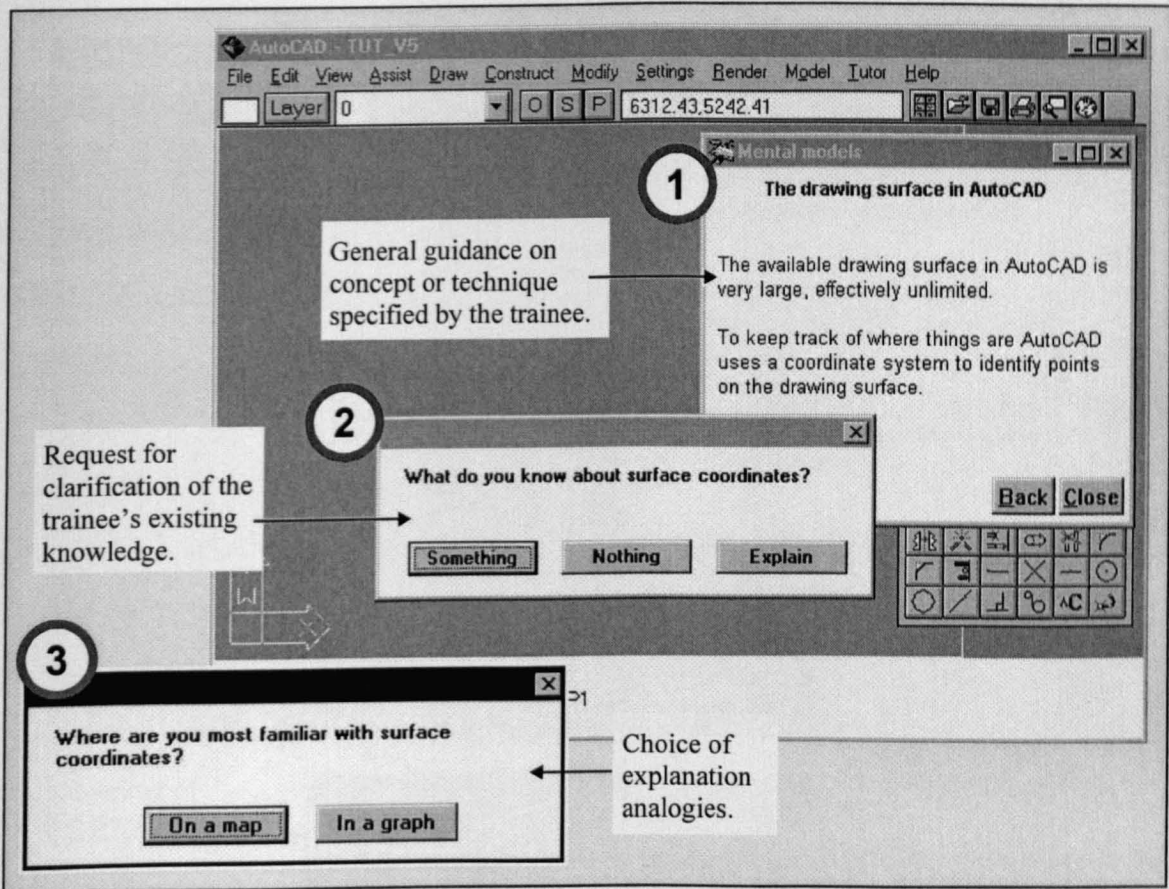 AutoCAD - TUT_V5
File Edit View Assist Draw Construct Modify Settings Render Model Tutor Help
Layer 0 O S P 6312.43,5242.41
Mental models
1
The drawing surface in AutoCAD
The available drawing surface in AutoCAD is
very large, effectively unlimited.
To keep track of where things are AutoCAD
uses a coordinate system to identify points
on the drawing surface.
Back Close
General guidance on
concept or technique
specified by the trainee.
2
What do you know about surface coordinates?
Something Nothing Explain
Request for
clarification of the
trainee's existing
knowledge.
W
3
Where are you most familiar with surface
coordinates?
On a map In a graph
Choice of
explanation
analogies.